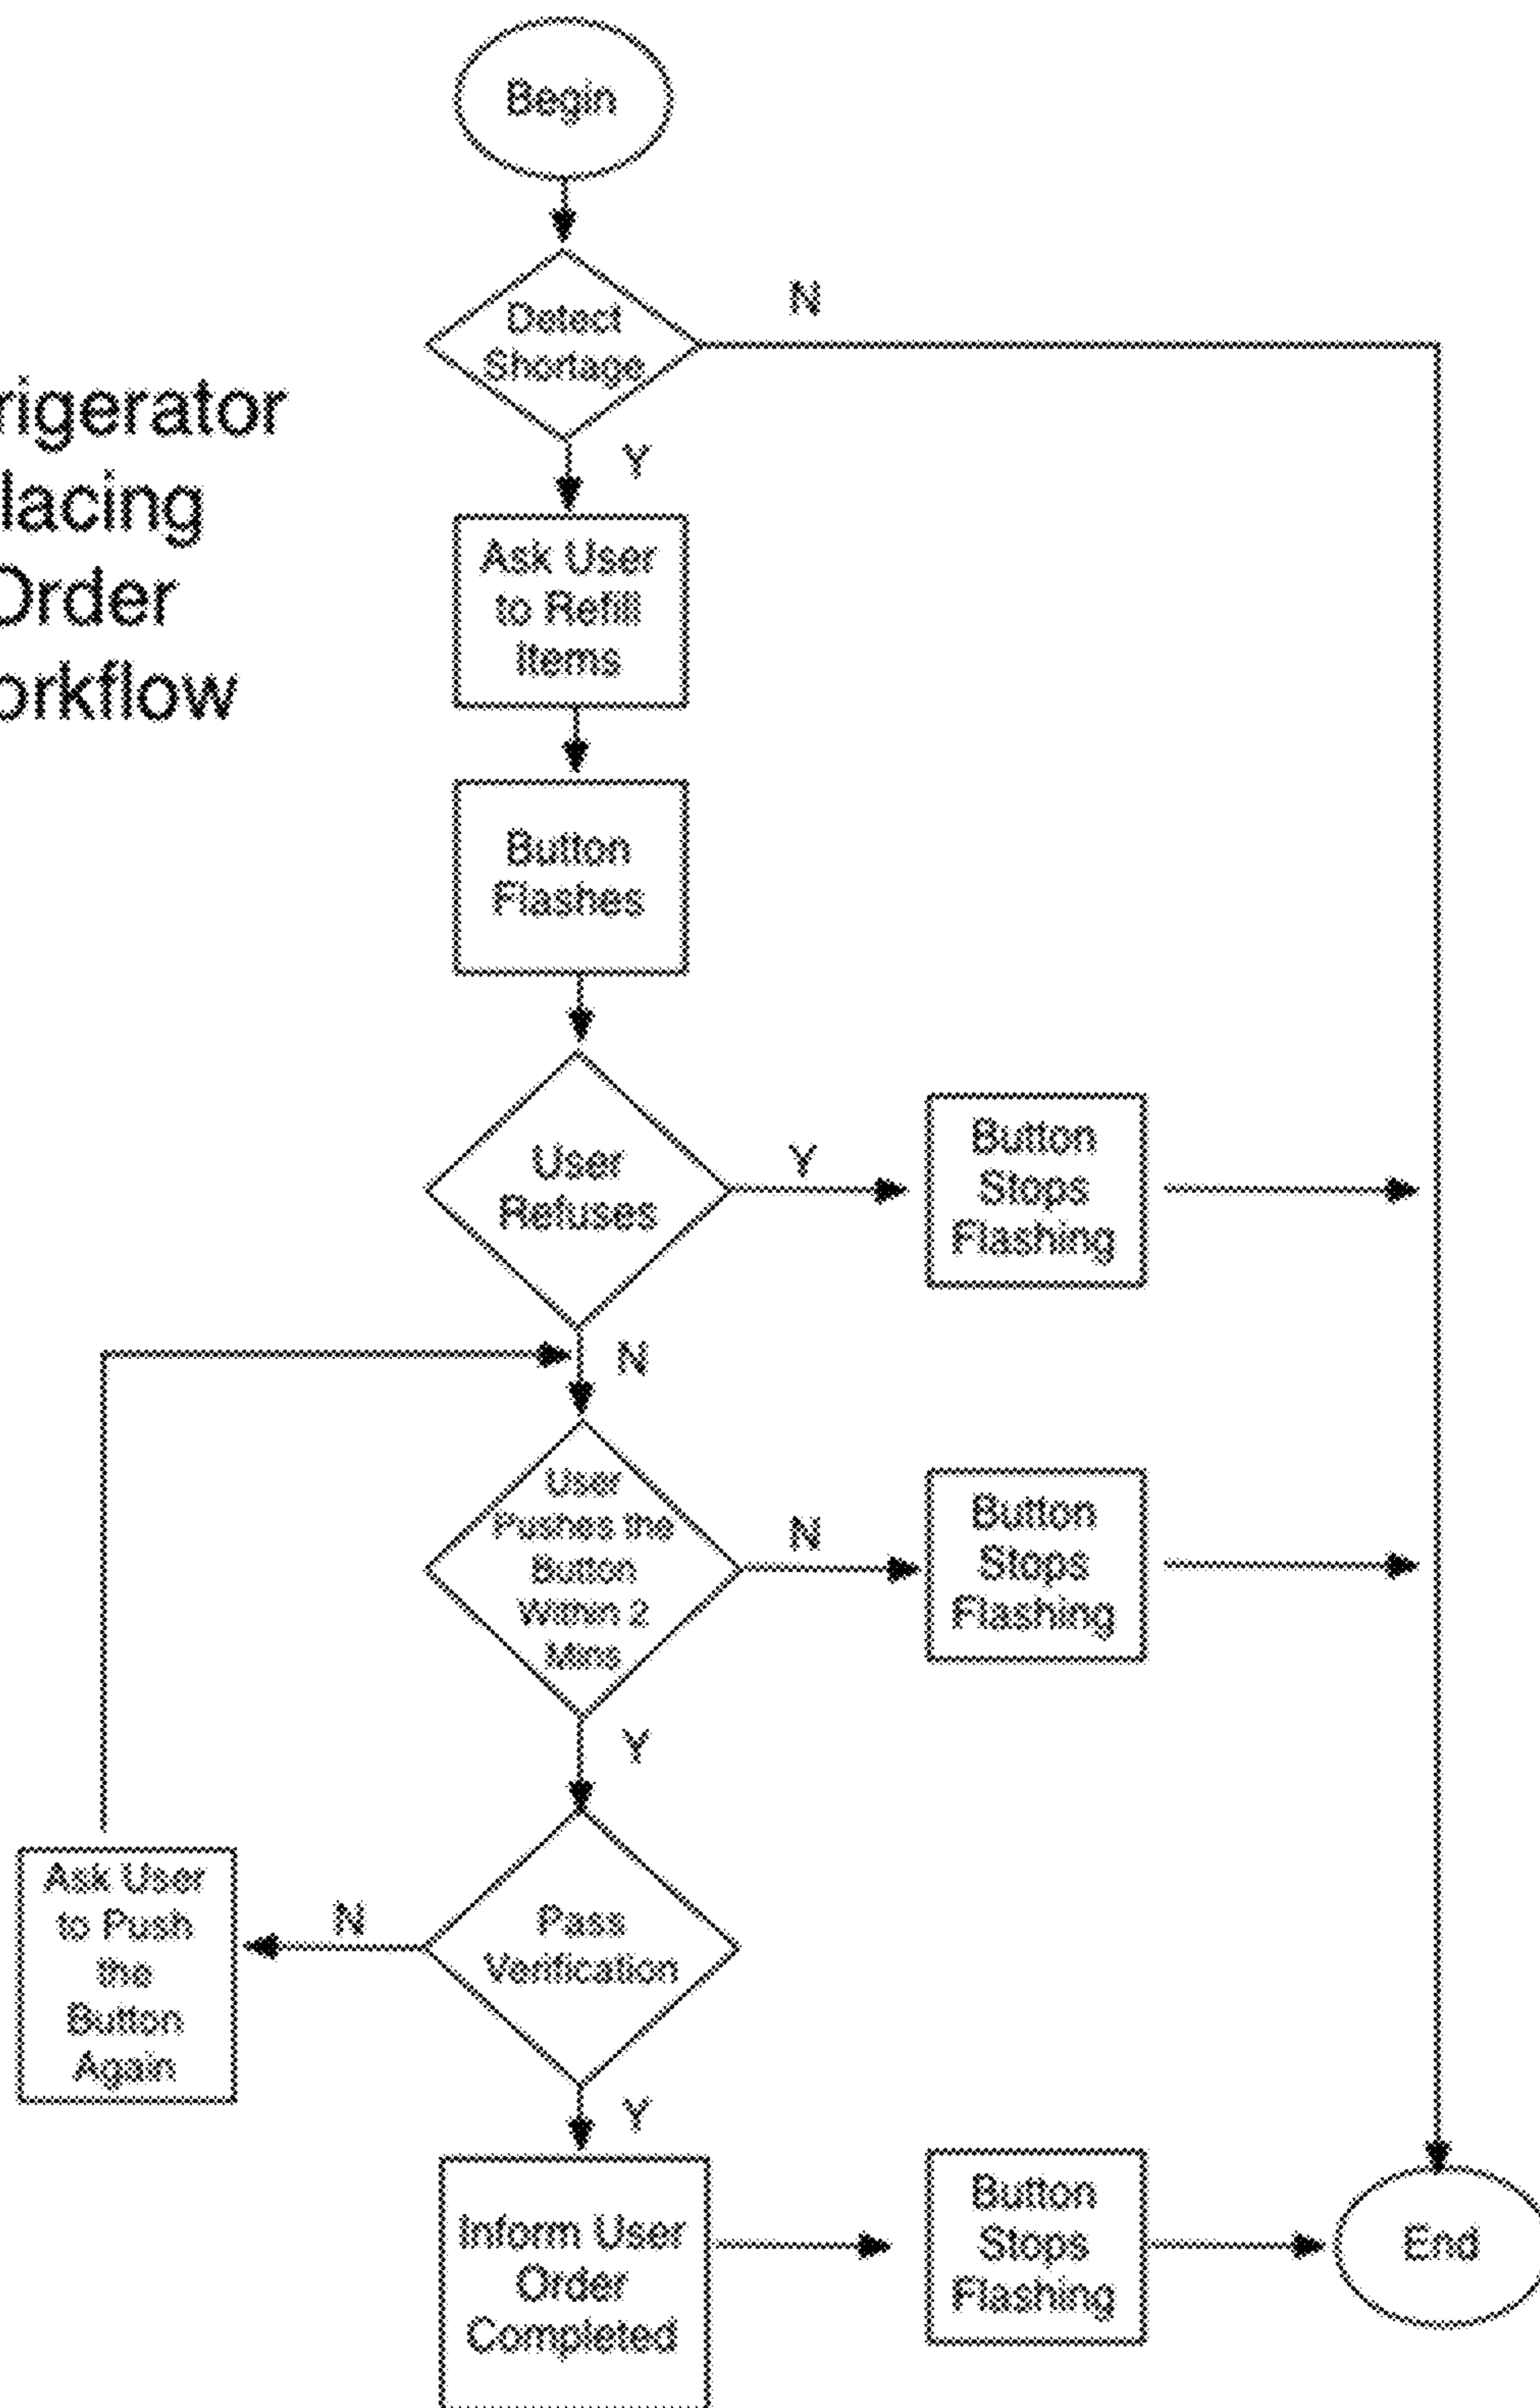 Begin
Detect
Shortage
N
Y
rigerator
lacing
Order
orkflow
Ask User
to Refill
Items
Button
Flashes
User
Refuses
Y
Button
Stops
Flashing
N
User
Pushes the
Button
Within 2
Mins
N
Button
Stops
Flashing
Y
Pass
Verification
N
Ask User
to Push
the
Button
Again
Y
Inform User
Order
Completed
Button
Stops
Flashing
End